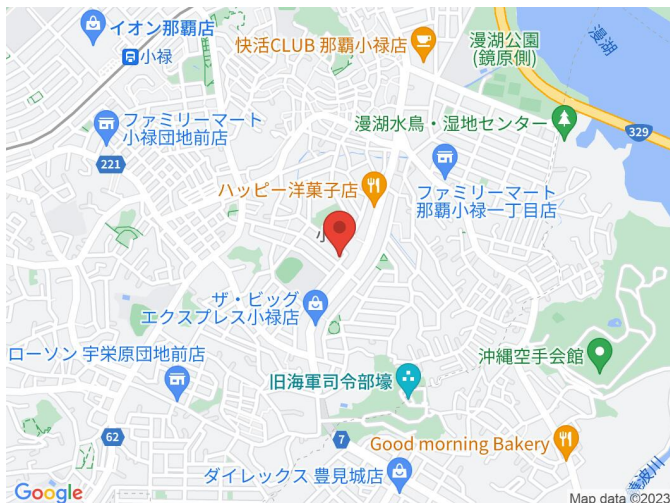 イオン那覇店
小禄
快活CLUB 那覇小禄店
漫湖公園
(鏡原側)
漫湖
ファミリーマート
小禄団地前店
漫湖水鳥・湿地センター
329
221
ハッピー洋菓子店
ファミリーマート
那覇小禄一丁目店
小
ザ・ビッグ
エクスプレス小禄店
ローソン 宇栄原団地前店
沖縄空手会館
旧海軍司令部壕
62
7
Good morning Bakery
ダイレックス 豊見城店
Google
Map data ©2023